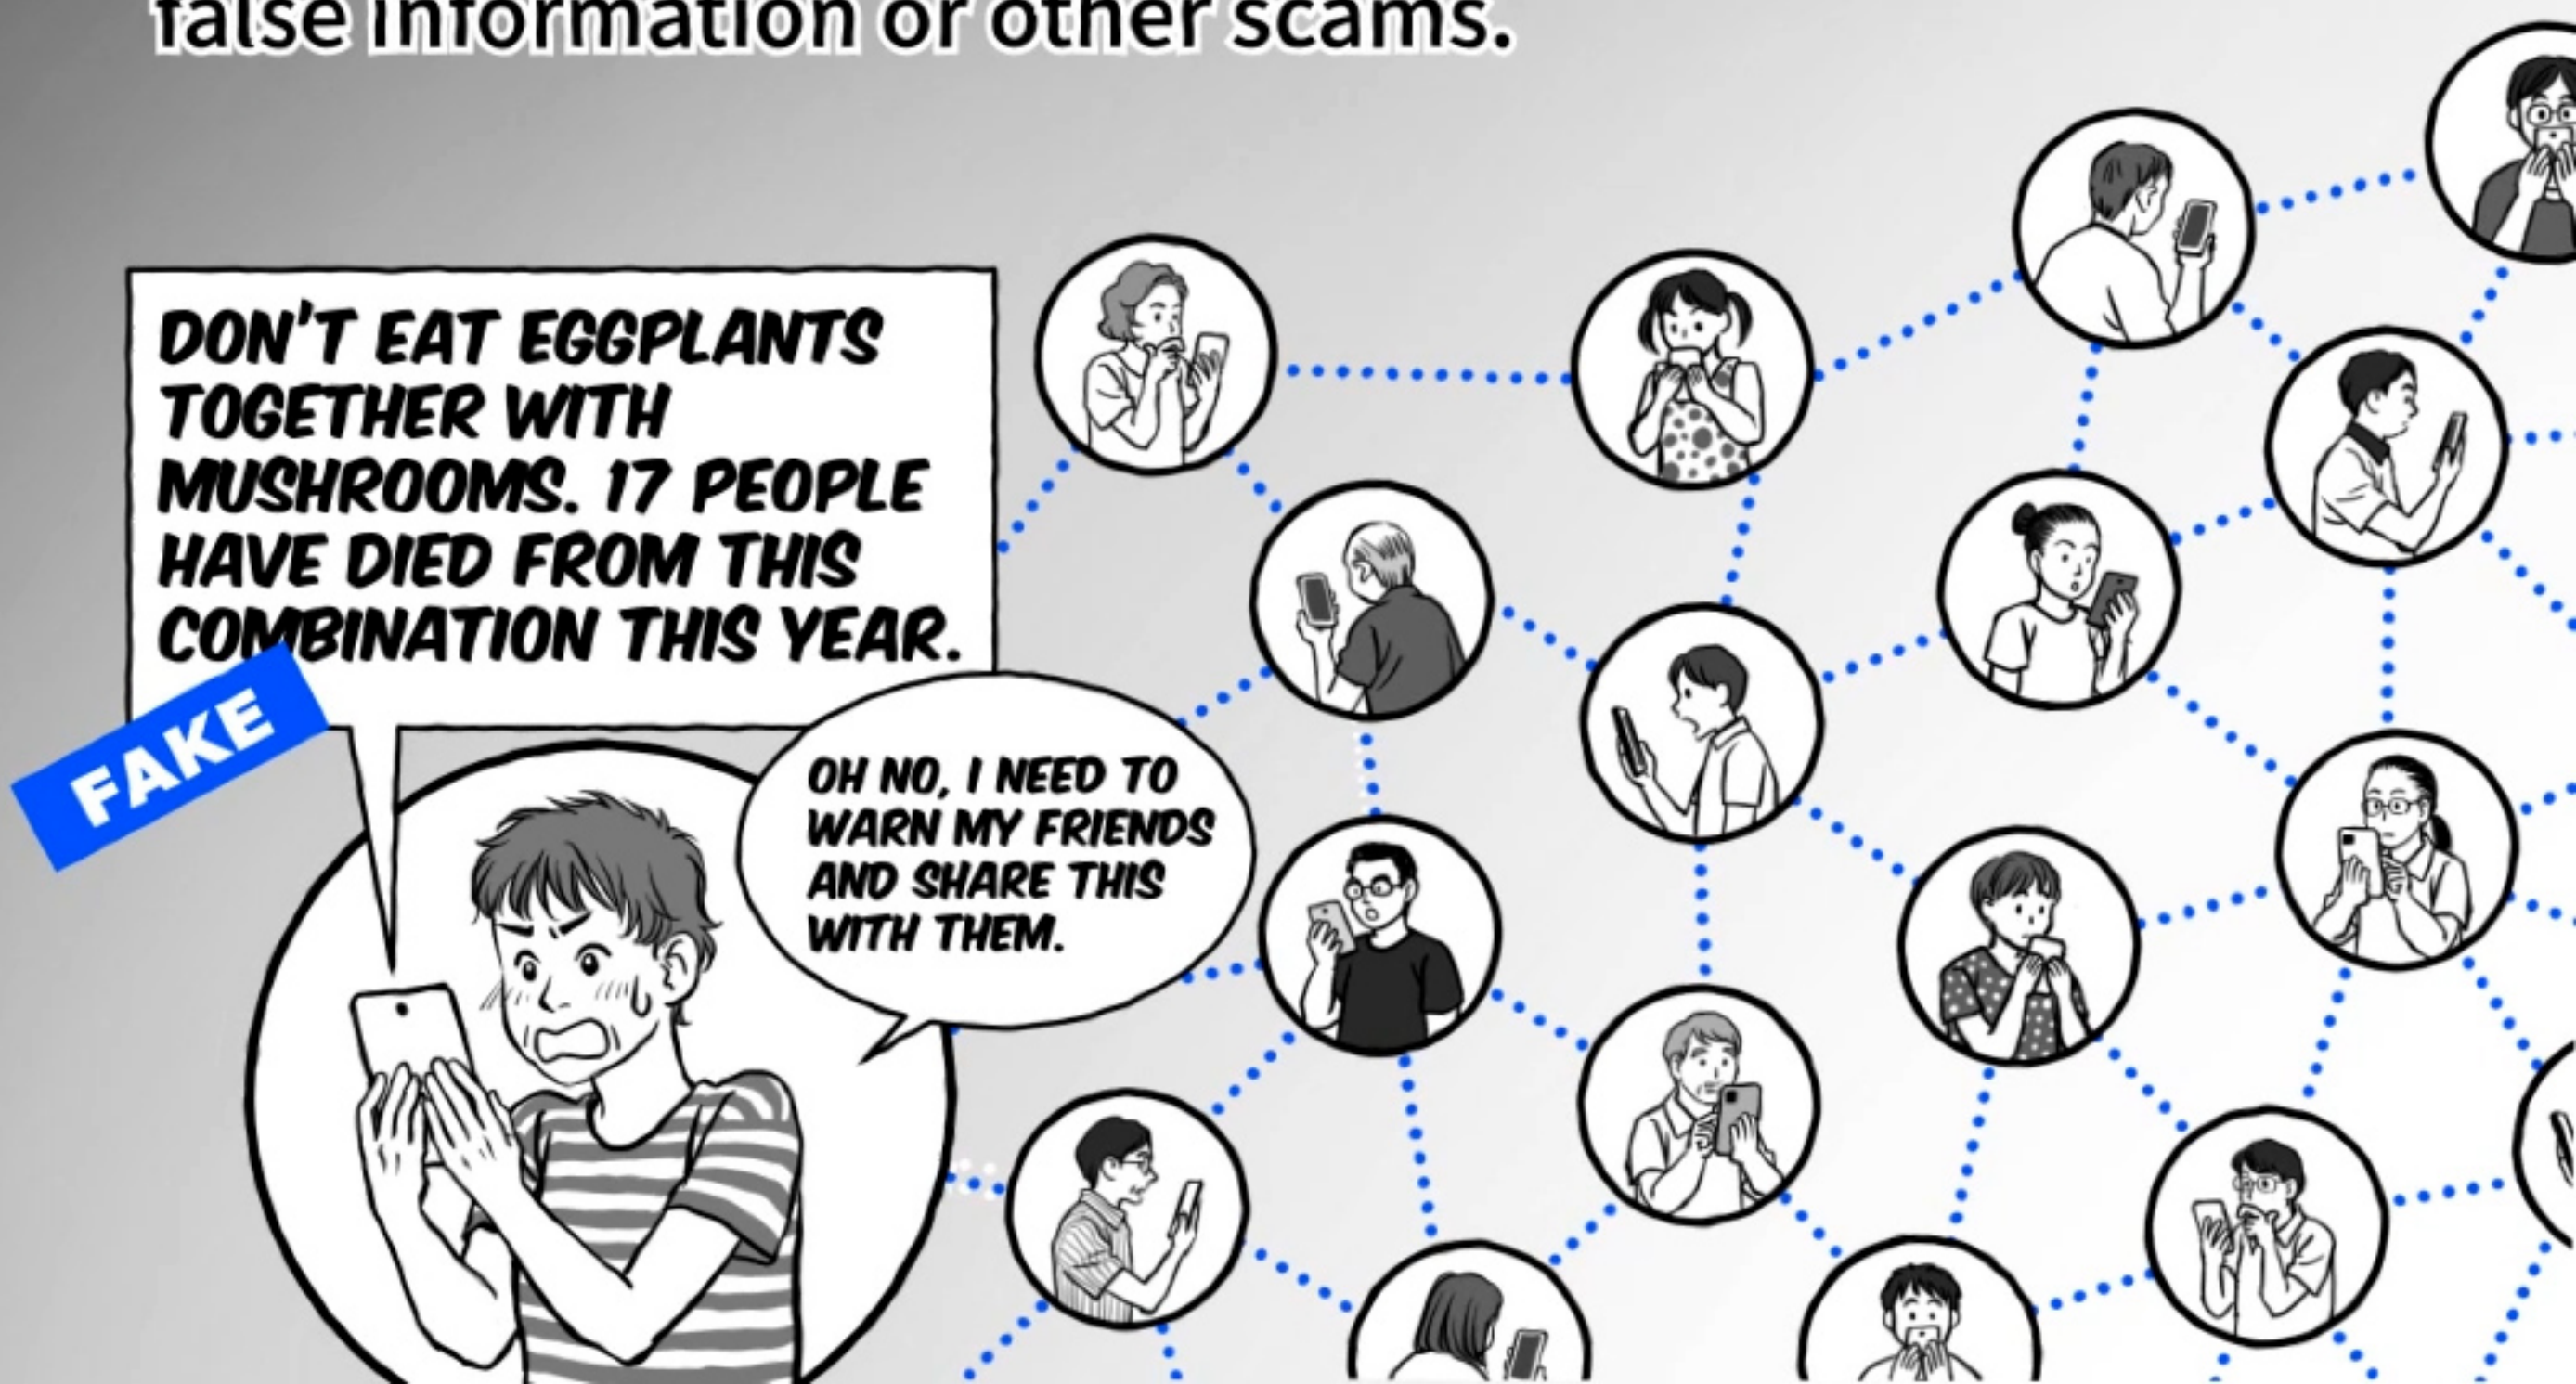 false information or other scams.
DON'T EAT EGGPLANTS
TOGETHER WITH
MUSHROOMS. 17 PEOPLE
HAVE DIED FROM THIS
COMBINATION THIS YEAR.
FAKE
OH NO, I NEED TO
WARN MY FRIENDS
AND SHARE THIS
WITH THEM.